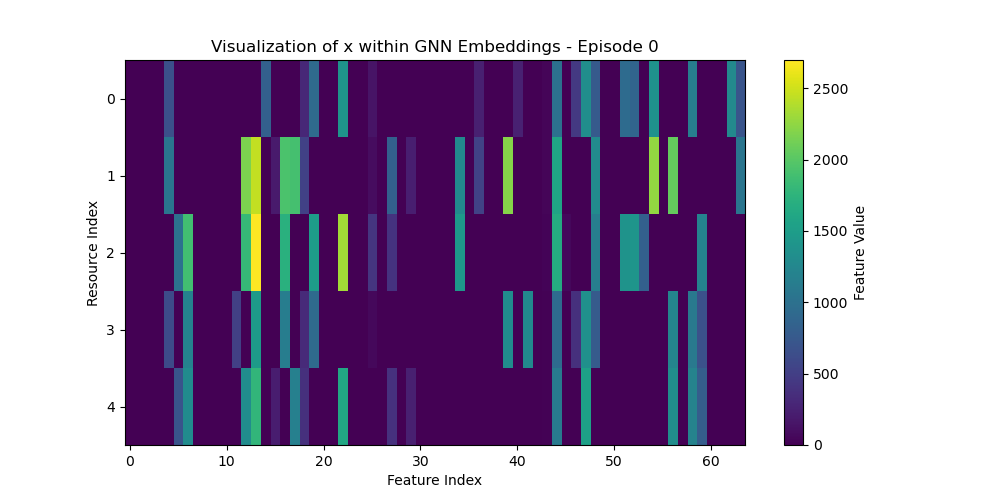 Visualization of x within GNN Embeddings - Episode 0
Resource Index
0
1
2
3
4
0 10 20 30 40 50 60
Feature Index
2500
2000
1500
1000
500
0
Feature Value